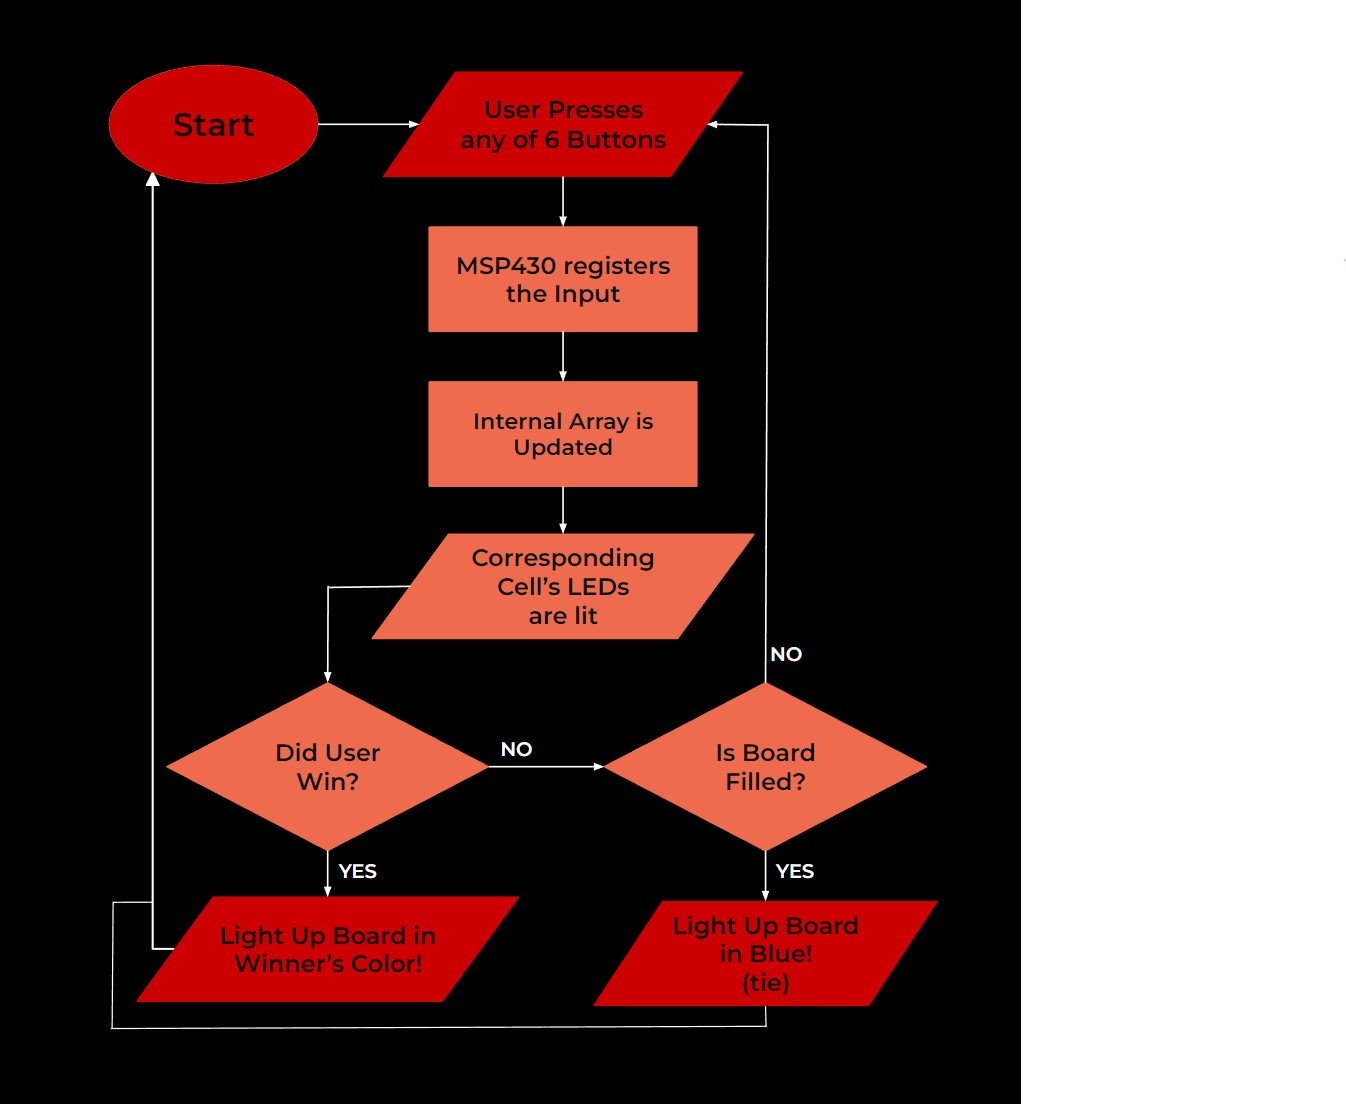 Start
User Presses
any of 6 Buttons
MSP430 registers
the Input
Internal Array is
Updated
Corresponding
Cell's LEDs
are lit
NO
Did User
Win?
NO
Is Board
Filled?
YES
YES
Light Up Board in
Winner's Color!
Light Up Board
in Blue!
(tie)